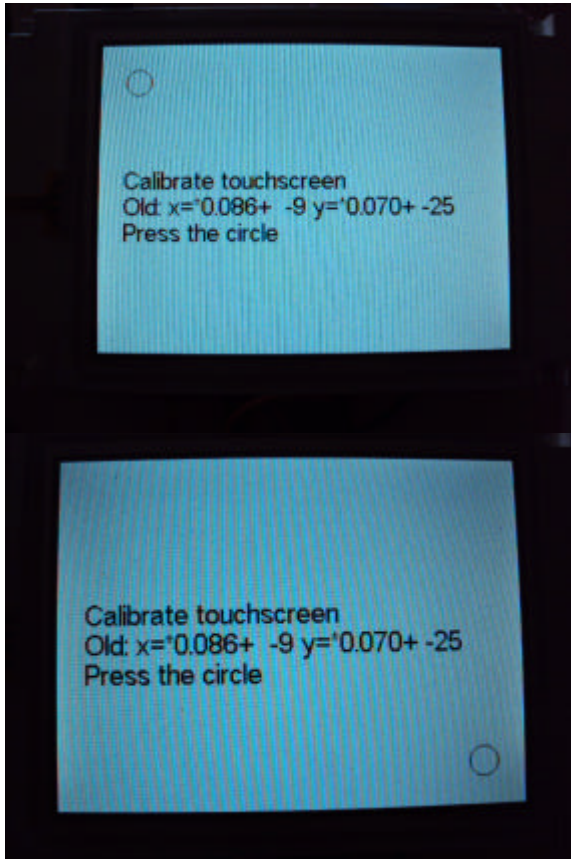 Calibrate touchscreen
Old: x=*0.086+ -9 y=*0.070+ -25
Press the circle
Calibrate touchscreen
Old: x=*0.086+ -9 y=*0.070+ -25
Press the circle